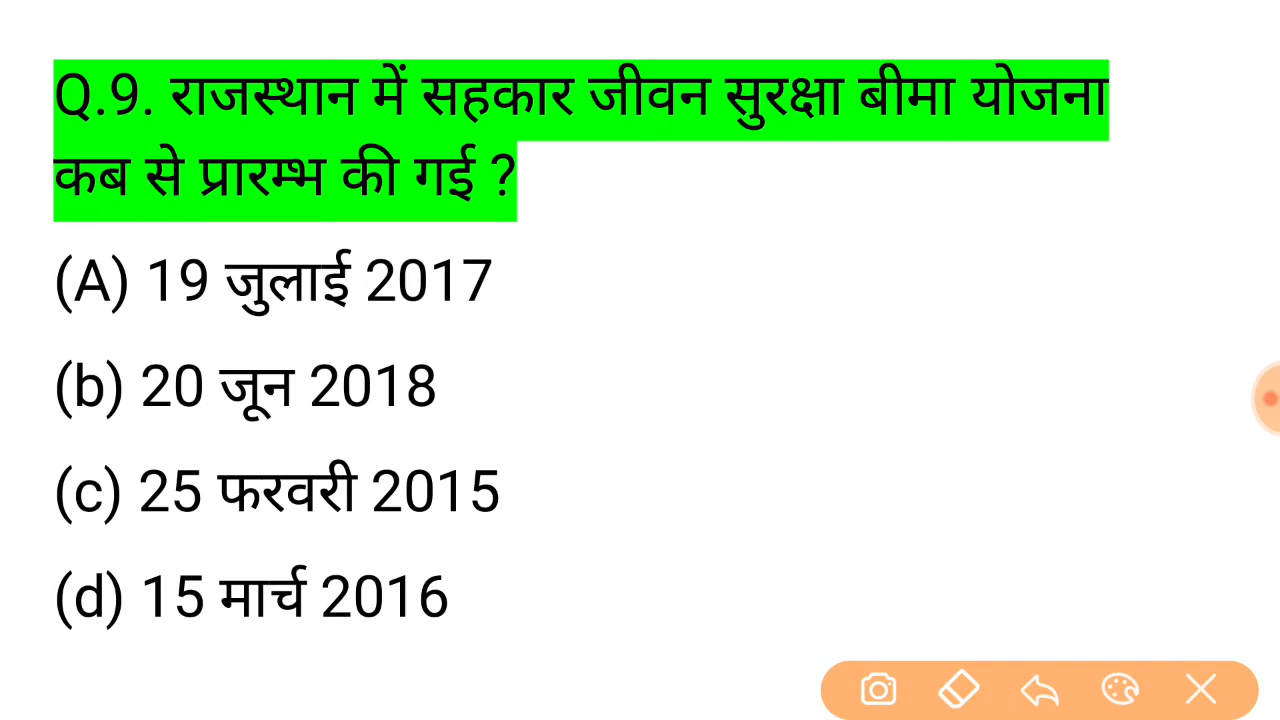 Q.9. राजस्थान में सहकार जीवन सुरक्षा बीमा योजना
कब से प्रारम्भ की गई ?
(A) 19 जुलाई 2017
(b) 20 जून 2018
(c) 25 फरवरी 2015
(d) 15 मार्च 2016